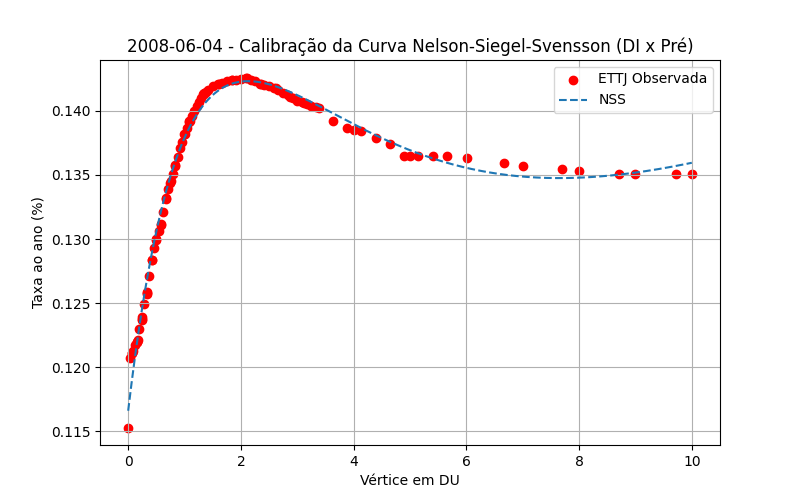 2008-06-04 - Calibração da Curva Nelson-Siegel-Svensson (DI x Pré)
ETTJ Observada
NSS
Taxa ao ano (%)
0.140
0.135
0.130
0.125
0.120
0.115
0 2 4 6 8 10
Vértice em DU